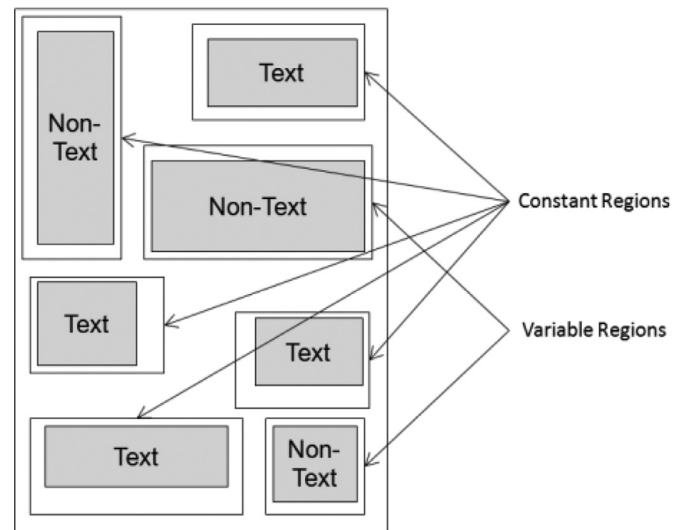 Text
Non-
Text
Non-Text
Constant Regions
Text
Text
Variable Regions
Text
Non-
Text